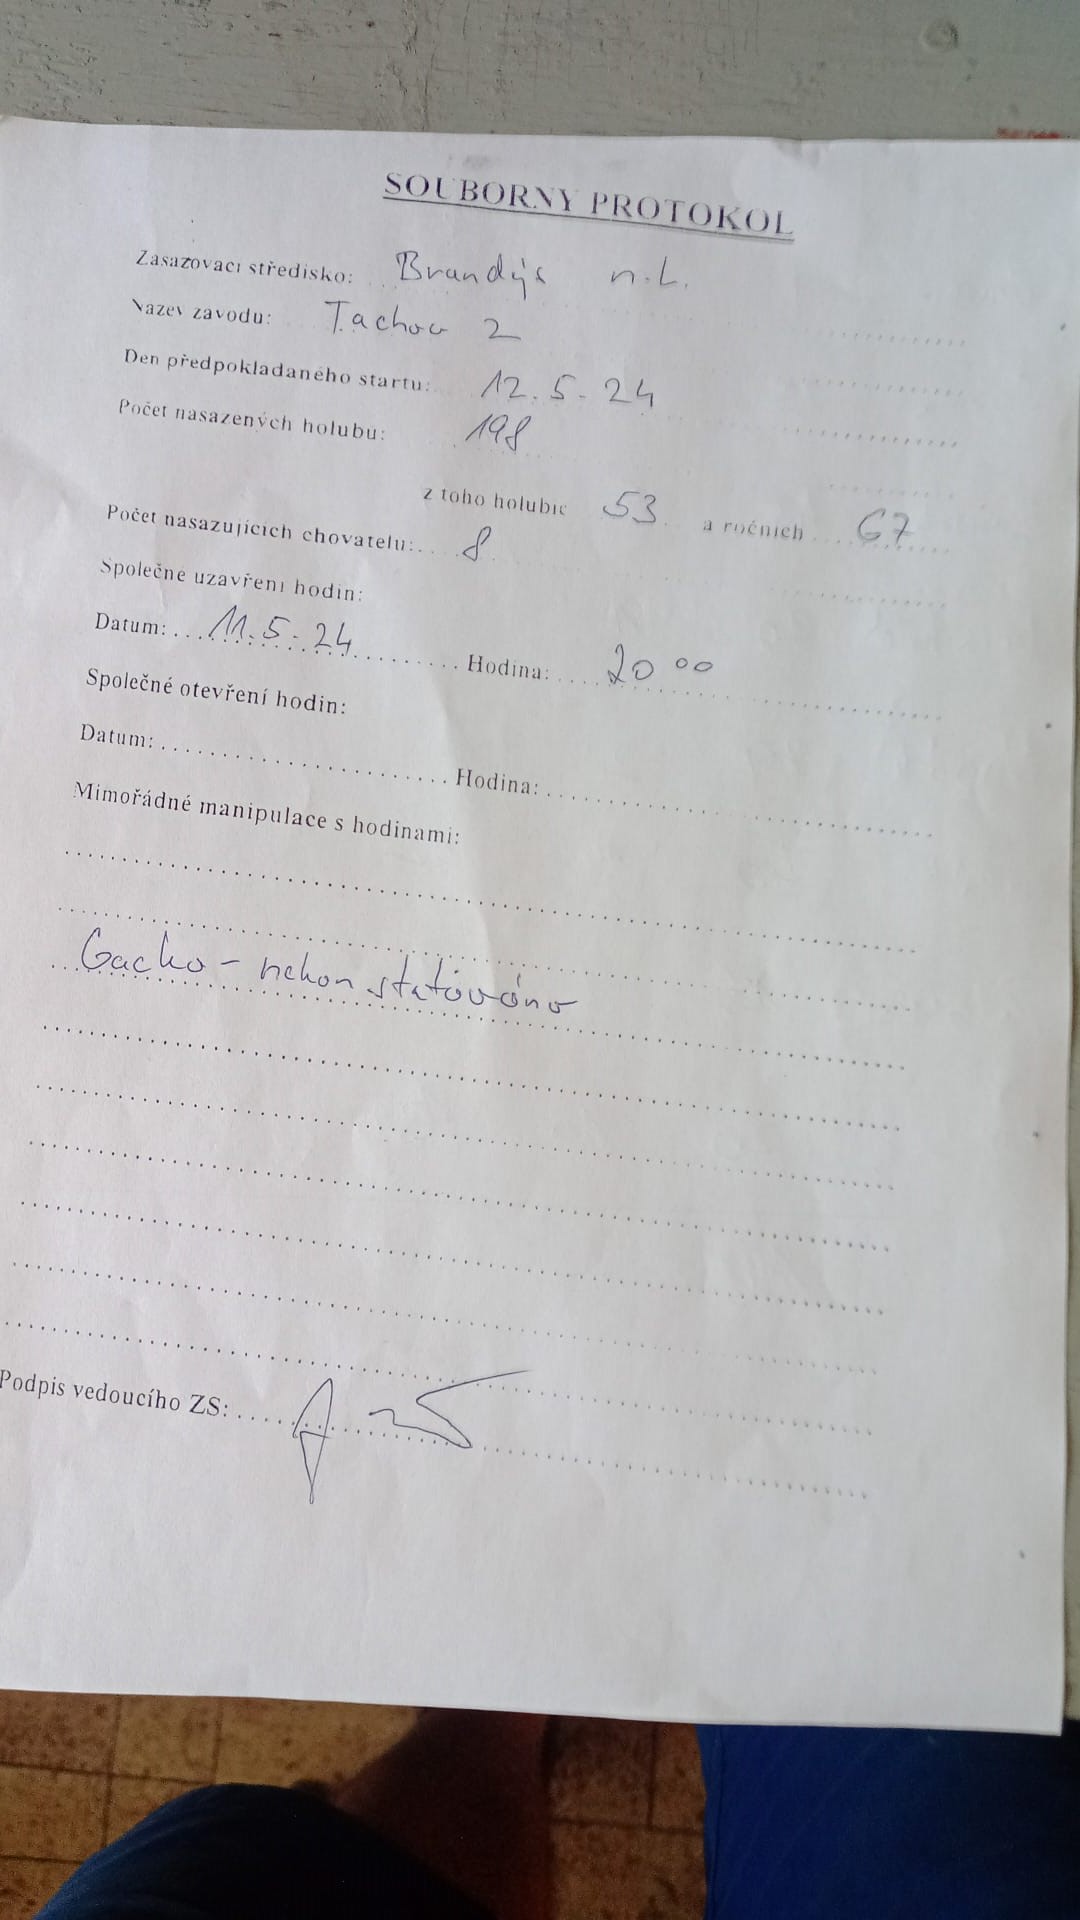 SOUBORNY PROTOKOL
Zasazovací středisko: Brandýs n.L.
Nazev zavodu: Tachov 2
Den předpokladaného startu: 12.5.24
Počet nasazených holubu: 198
z toho holubic 53 a ročních 67
Počet nasazujících chovatelu: 8
Společné uzavření hodin:
Datum: 11.5.24 Hodina: 20 00
Společné otevření hodin:
Datum: Hodina:
Mimořádné manipulace s hodinami:
Gacho - nekonstatováno
Podpis vedoucího ZS: